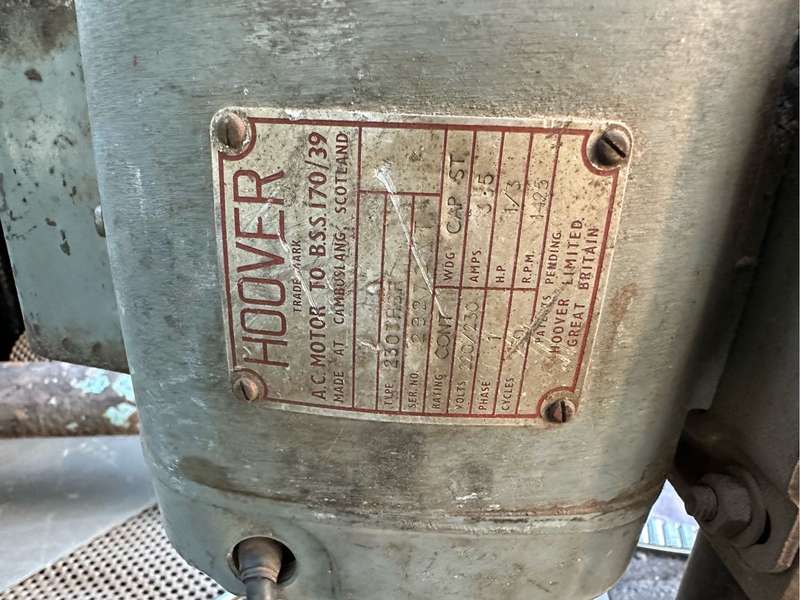 HOOVER
TRADE MARK
A.C. MOTOR TO B.S.S. 170/39
MADE AT CAMBUSLANG, SCOTLAND
TYPE
SER. NO.
RATING CONT WDG CAP ST
VOLTS 220/230 AMPS 3.5
PHASE 1 H.P 1/3
CYCLES 50 R.P.M.
PATENTS PENDING.
HOOVER LIMITED.
GREAT BRITAIN